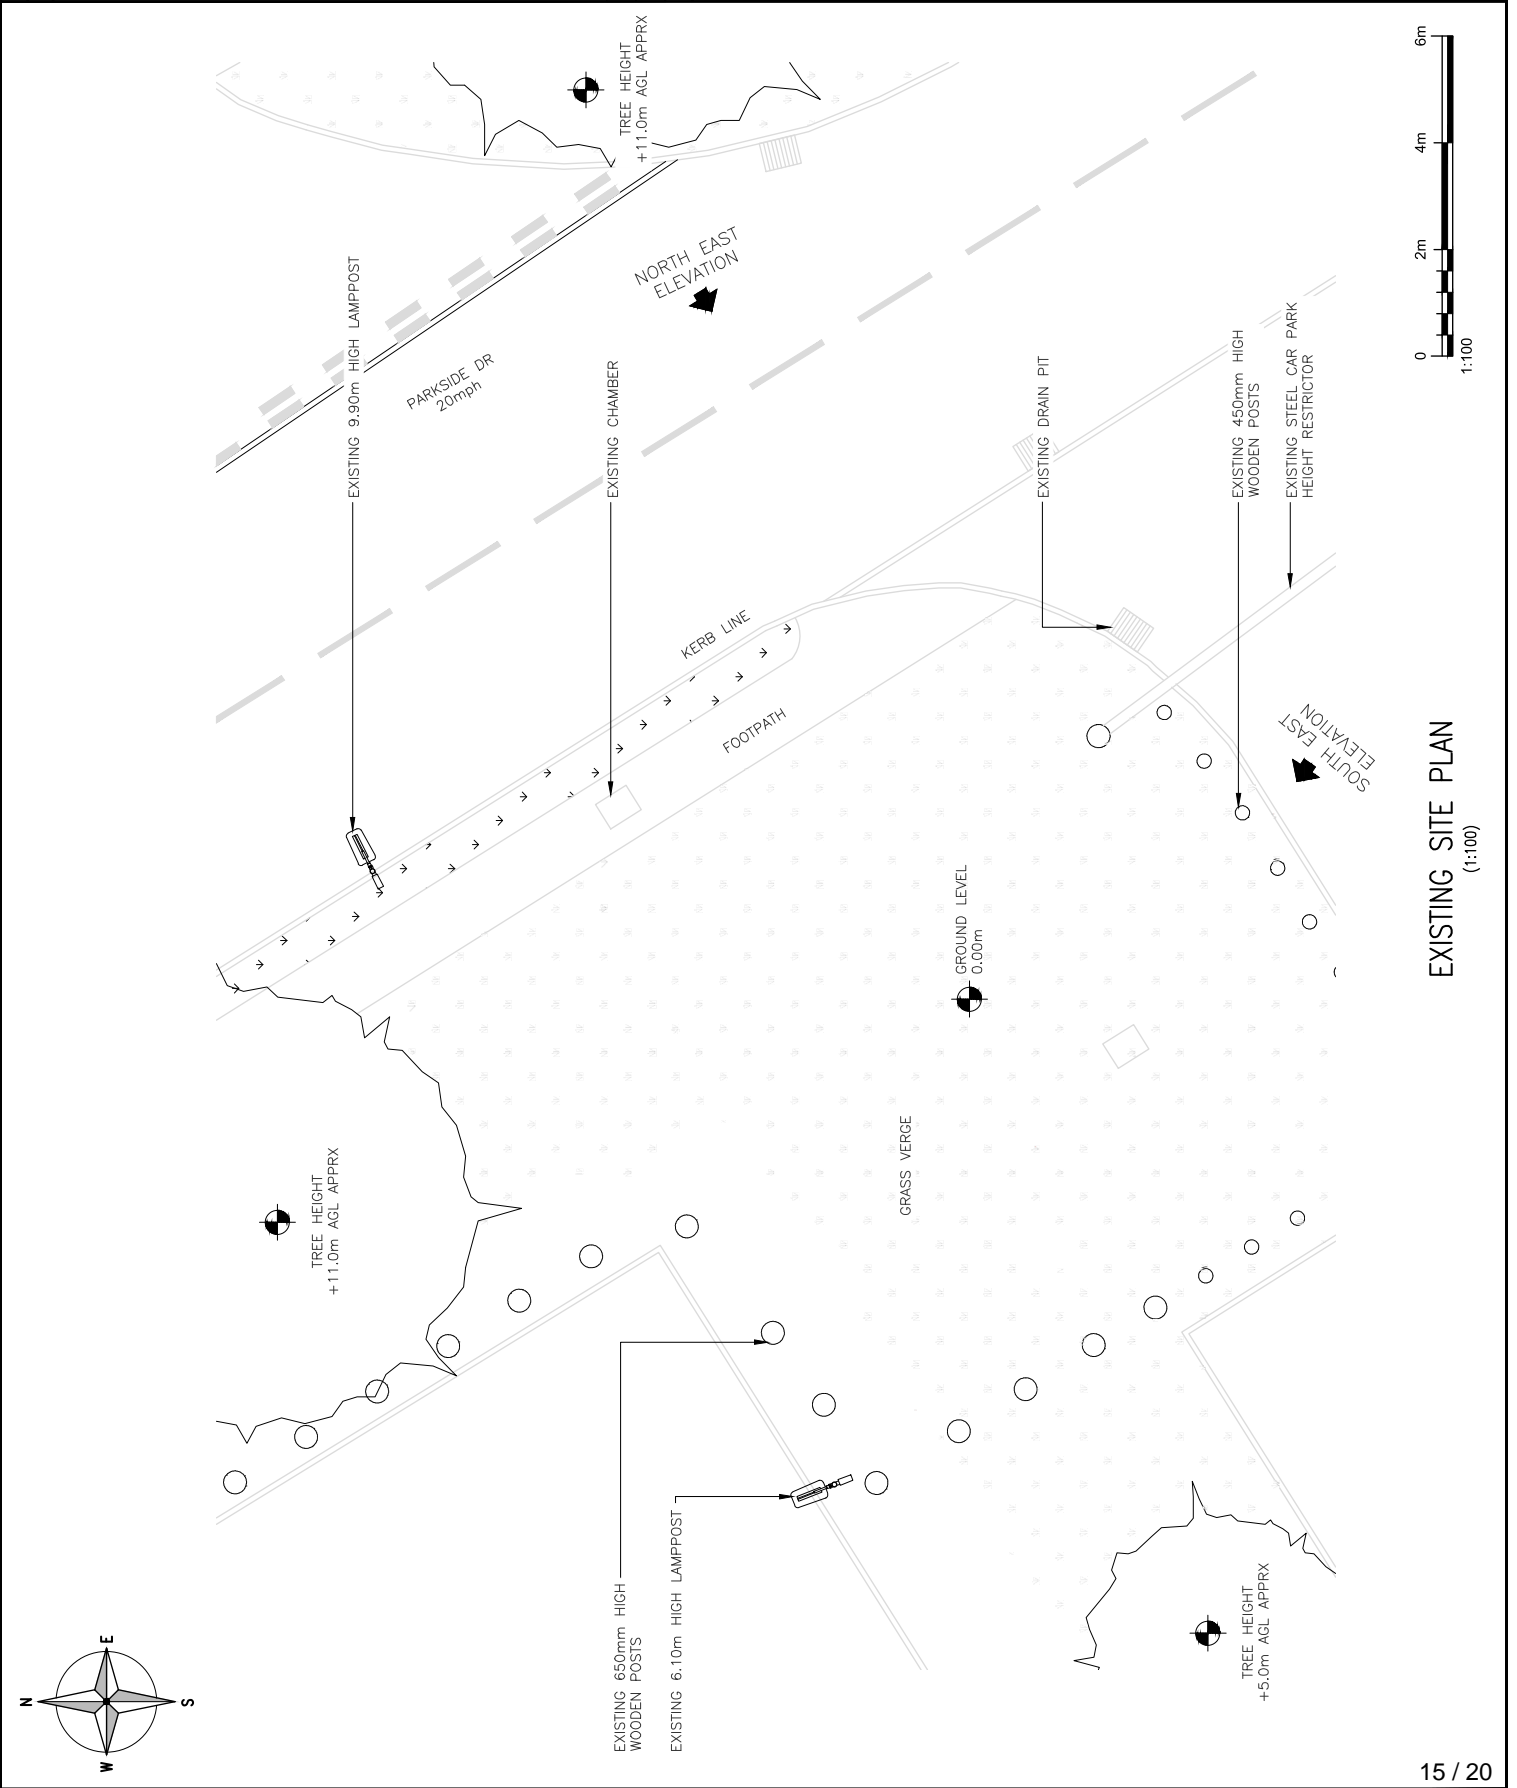 N
E
S
W
TREE HEIGHT
+11.0m AGL APPRX
EXISTING 9.90m HIGH LAMPPOST
PARKSIDE DR
20mph
NORTH EAST
ELEVATION
EXISTING CHAMBER
KERB LINE
FOOTPATH
EXISTING DRAIN PIT
EXISTING 450mm HIGH
WOODEN POSTS
EXISTING STEEL CAR PARK
HEIGHT RESTRICTOR
SOUTH EAST
ELEVATION
GROUND LEVEL
0.00m
TREE HEIGHT
+11.0m AGL APPRX
GRASS VERGE
EXISTING 650mm HIGH
WOODEN POSTS
EXISTING 6.10m HIGH LAMPPOST
TREE HEIGHT
+5.0m AGL APPRX
0 2m 4m 6m
1:100
EXISTING SITE PLAN
(1:100)
15 / 20